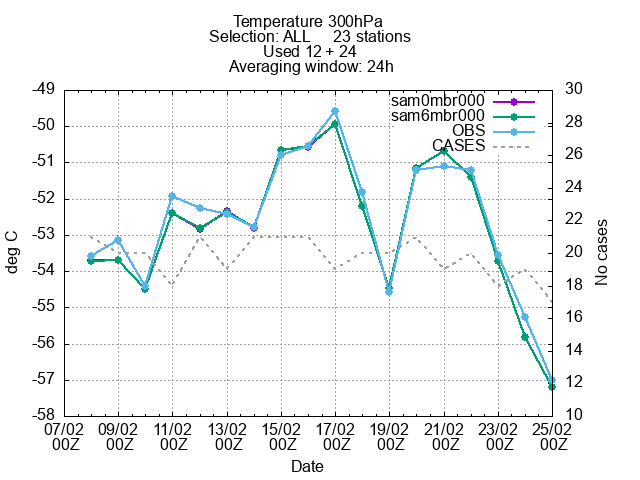 Temperature 300hPa
Selection: ALL 23 stations
Used 12 + 24
Averaging window: 24h
sam0mbr000
sam6mbr000
OBS
CASES
-49
-50
-51
-52
-53
-54
-55
-56
-57
-58
deg C
30
28
26
24
22
20
18
16
14
12
10
No cases
07/02 09/02 11/02 13/02 15/02 17/02 19/02 21/02 23/02 25/02
00Z 00Z 00Z 00Z 00Z 00Z 00Z 00Z 00Z 00Z
Date